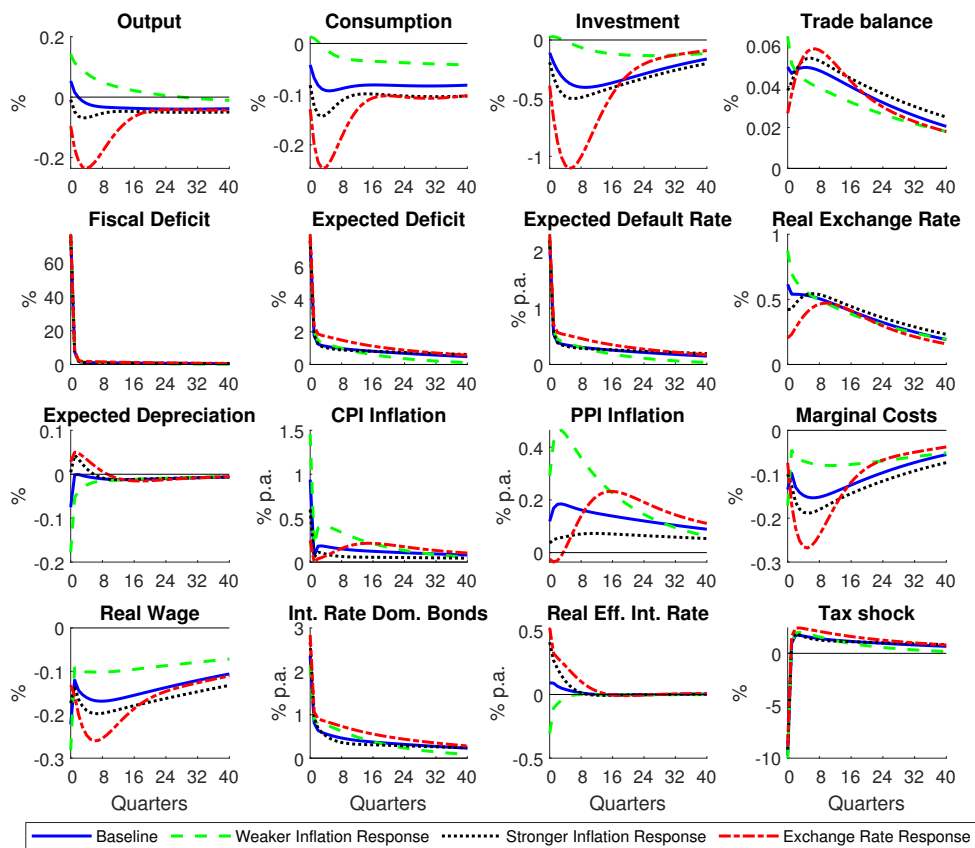 Output Consumption Investment Trade balance
0.2 0 0 0.06
% 0 % -0.1 % -0.5 % 0.04
0.02
-0.2 -0.2 -1 0
0 8 16 24 32 40 0 8 16 24 32 40 0 8 16 24 32 40 0 8 16 24 32 40
Fiscal Deficit Expected Deficit Expected Default Rate Real Exchange Rate
60 6 2 1
% 40 % 4 % p.a. 1 % 0.5
20 2
0 0 0 0
0 8 16 24 32 40 0 8 16 24 32 40 0 8 16 24 32 40 0 8 16 24 32 40
Expected Depreciation CPI Inflation PPI Inflation Marginal Costs
0.1 1.5 0.4 0
% 0 % p.a. 1 % p.a. 0.2 % -0.1
-0.1 0.5 -0.2
-0.2 0 0 -0.3
0 8 16 24 32 40 0 8 16 24 32 40 0 8 16 24 32 40 0 8 16 24 32 40
Real Wage Int. Rate Dom. Bonds Real Eff. Int. Rate Tax shock
0 3 0.5
% -0.1 % p.a. 2 % p.a. 0 % 0
-0.2 1 -5
-0.3 0 -0.5 -10
0 8 16 24 32 40 0 8 16 24 32 40 0 8 16 24 32 40 0 8 16 24 32 40
Quarters Quarters Quarters Quarters
Baseline Weaker Inflation Response Stronger Inflation Response Exchange Rate Response